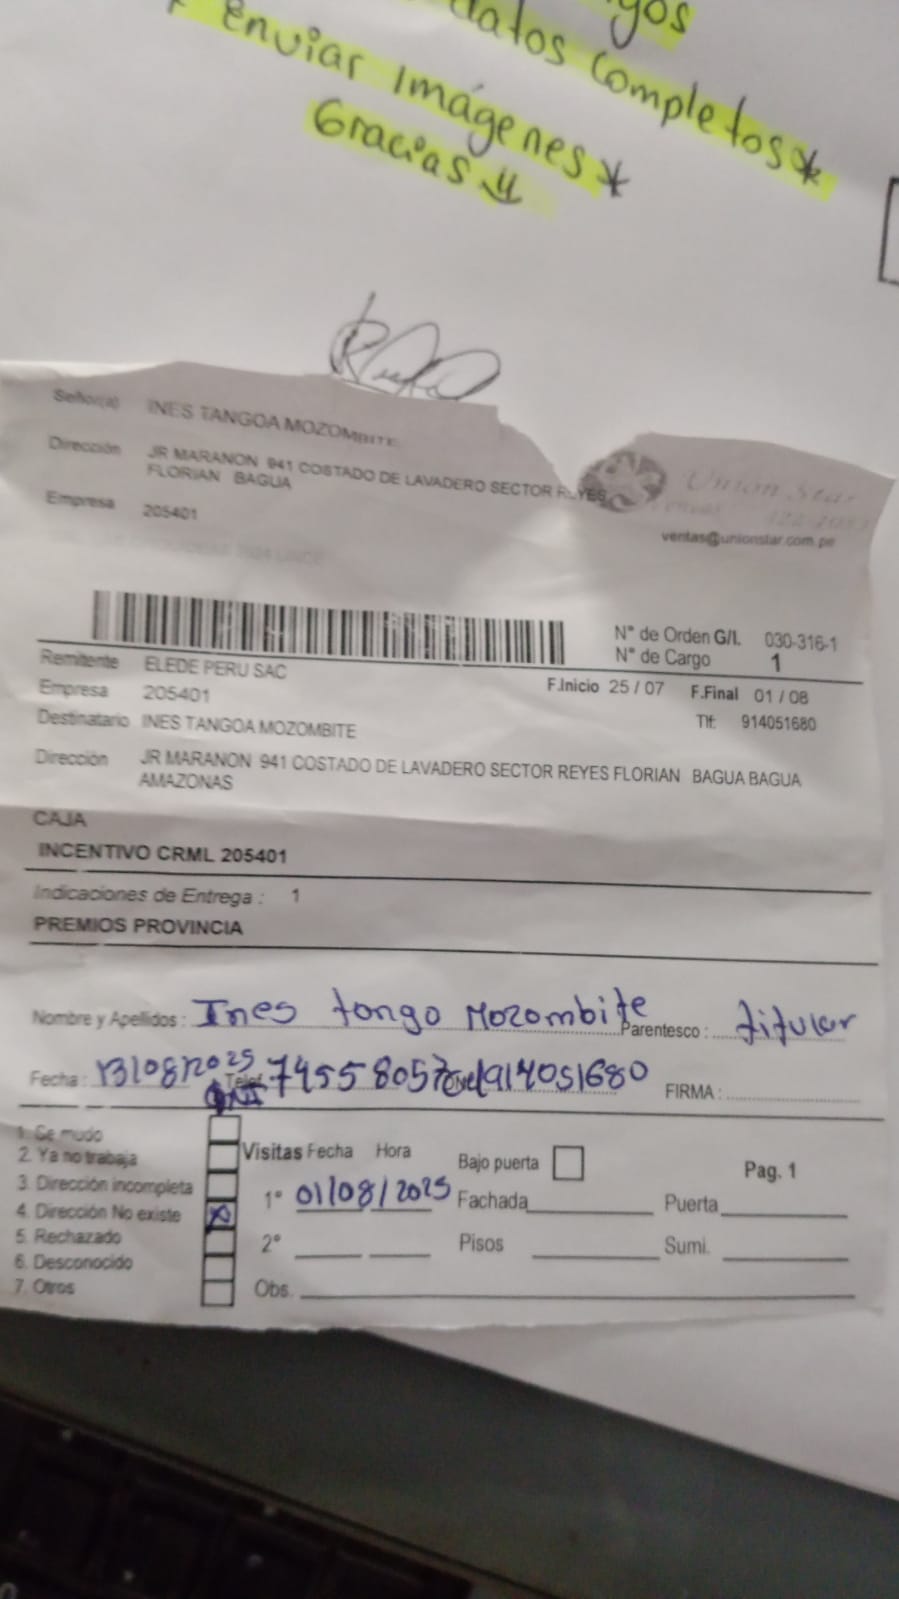 gos
datos completos*
enviar imágenes*
Gracias
Señor(a) INES TANGOA MOZOMBITE
Dirección JR MARANON 941 COSTADO DE LAVADERO SECTOR REYES
FLORIAN BAGUA
Empresa 205401
Union Star
ventas@unionstar.com.pe
N° de Orden G/I. 030-316-1
N° de Cargo 1
Remitente ELEDE PERU SAC
Empresa 205401
F.Inicio 25 / 07 F.Final 01 / 08
Destinatario INES TANGOA MOZOMBITE
Tlf: 914051680
Dirección JR MARANON 941 COSTADO DE LAVADERO SECTOR REYES FLORIAN BAGUA BAGUA
AMAZONAS
CAJA
INCENTIVO CRML 205401
Indicaciones de Entrega : 1
PREMIOS PROVINCIA
Nombre y Apellidos : Ines tongo Mozombite Parentesco : titular
Fecha : 13/08/2025 Telef. 74558057 914051680 FIRMA :
DNI
1. Se mudo
2. Ya no trabaja
3. Dirección incompleta
4. Dirección No existe X
5. Rechazado
6. Desconocido
7. Otros
Visitas Fecha Hora Bajo puerta Pag. 1
1° 01/08/2025 Fachada Puerta
2° Pisos Sumi.
Obs.